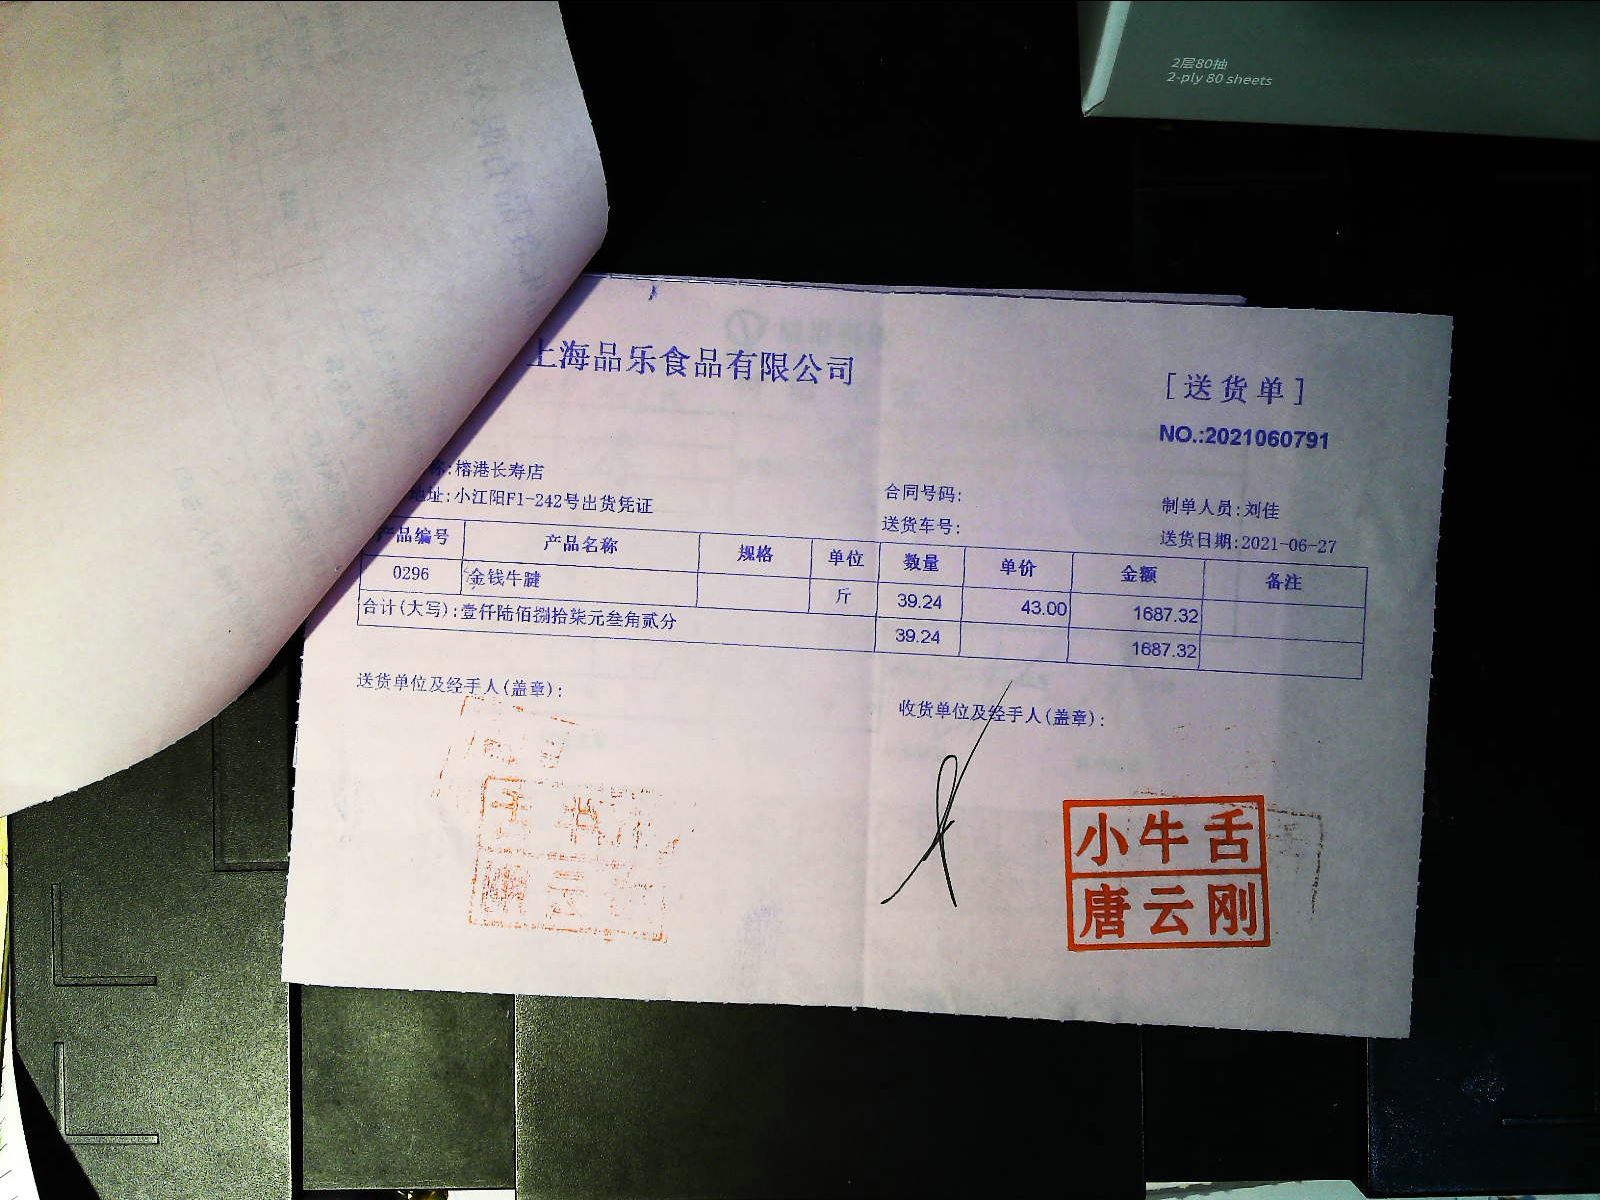 2层80抽
2-ply 80 sheets
上海品乐食品有限公司
[送货单]
NO.:2021060791
称:榕港长寿店
地址:小江阳F1-242号出货凭证
合同号码:
送货车号:
制单人员:刘佳
送货日期:2021-06-27
产品编号 产品名称 规格 单位 数量 单价 金额 备注
0296 金钱牛腱 斤 39.24 43.00 1687.32
合计(大写):壹仟陆佰捌拾柒元叁角贰分 39.24 1687.32
送货单位及经手人(盖章):
收货单位及经手人(盖章):
小牛舌
唐云刚